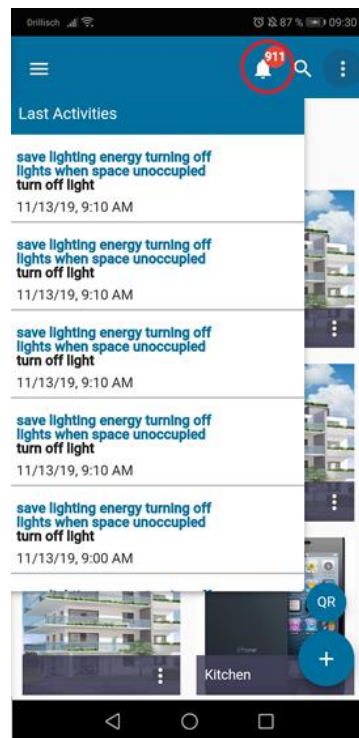 Drillisch 87 % 09:30
911
Last Activities
save lighting energy turning off
lights when space unoccupied
turn off light
11/13/19, 9:10 AM
save lighting energy turning off
lights when space unoccupied
turn off light
11/13/19, 9:10 AM
save lighting energy turning off
lights when space unoccupied
turn off light
11/13/19, 9:10 AM
save lighting energy turning off
lights when space unoccupied
turn off light
11/13/19, 9:10 AM
save lighting energy turning off
lights when space unoccupied
turn off light
11/13/19, 9:00 AM
QR
Kitchen
+